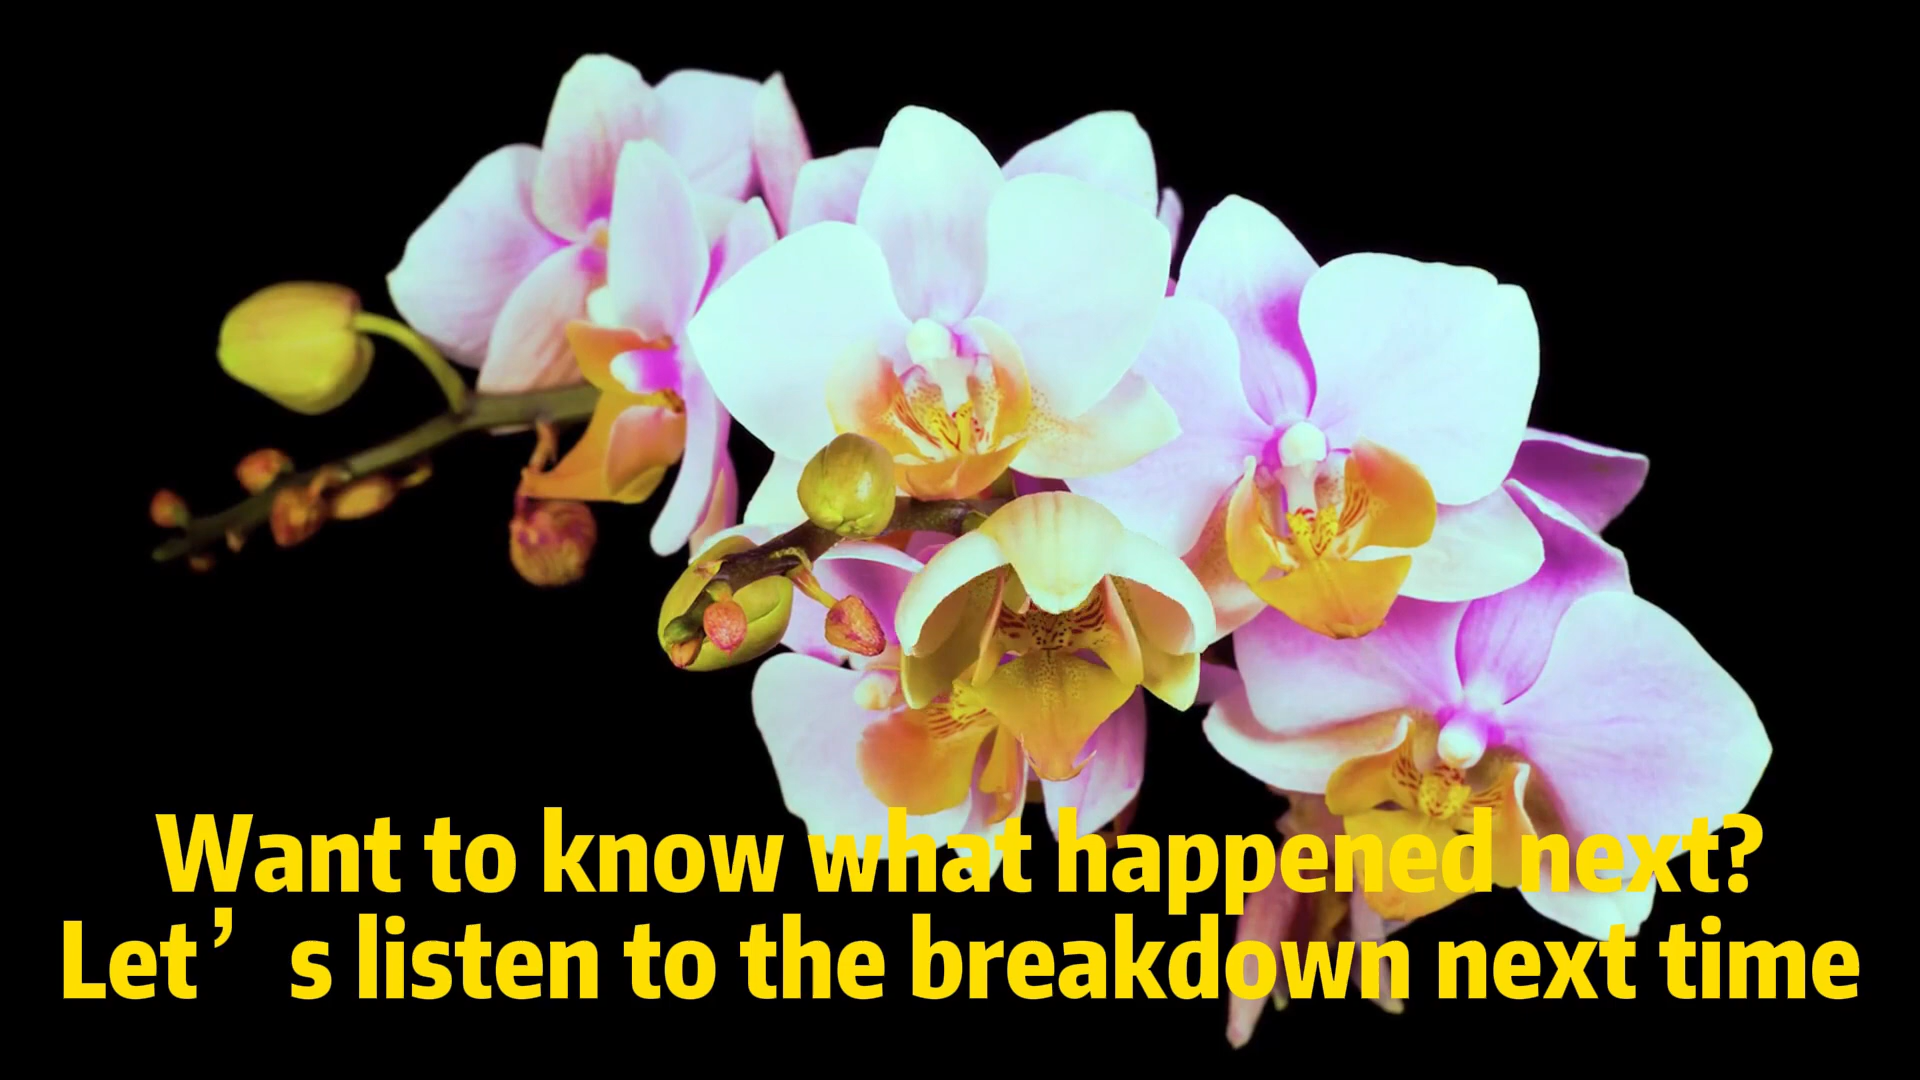 Want to know what happened next?
Let’s listen to the breakdown next time